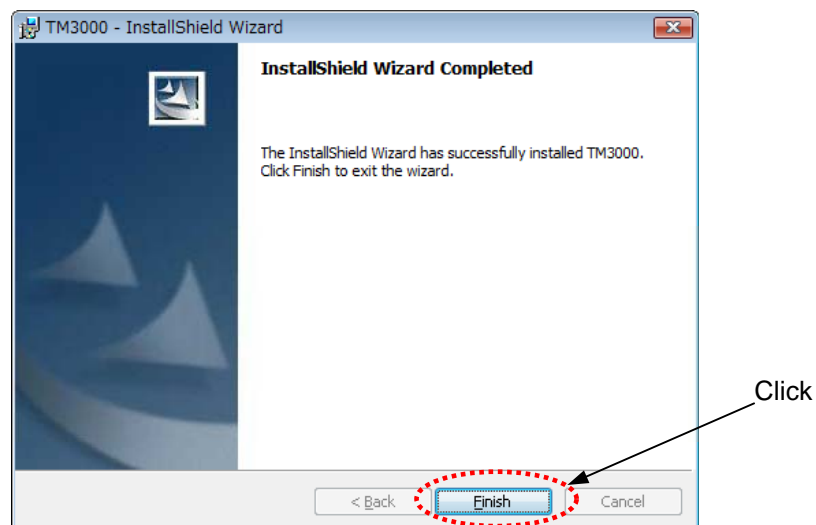 TM3000 - InstallShield Wizard
InstallShield Wizard Completed
The InstallShield Wizard has successfully installed TM3000.
Click Finish to exit the wizard.
Click
< Back
Finish
Cancel